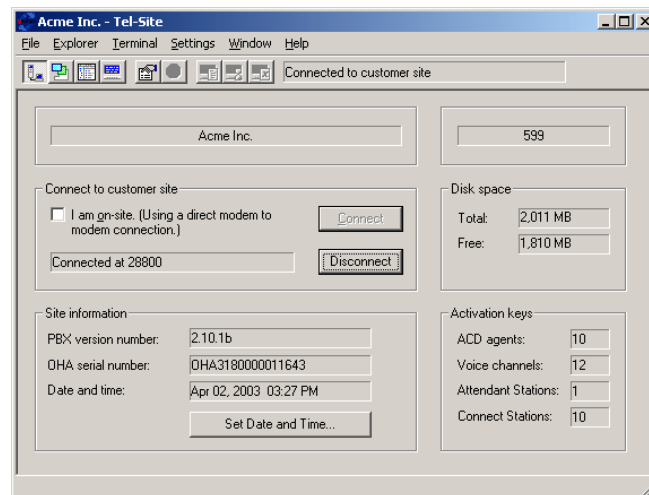 Acme Inc. - Tel-Site
File Explorer Terminal Settings Window Help
Connected to customer site
Acme Inc.
599
Connect to customer site
I am on-site. (Using a direct modem to
modem connection.)
Connect
Connected at 28800
Disconnect
Disk space
Total: 2,011 MB
Free: 1,810 MB
Site information
PBX version number: 2.10.1b
OHA serial number: OHA3180000011643
Date and time: Apr 02, 2003 03:27 PM
Set Date and Time...
Activation keys
ACD agents: 10
Voice channels: 12
Attendant Stations: 1
Connect Stations: 10